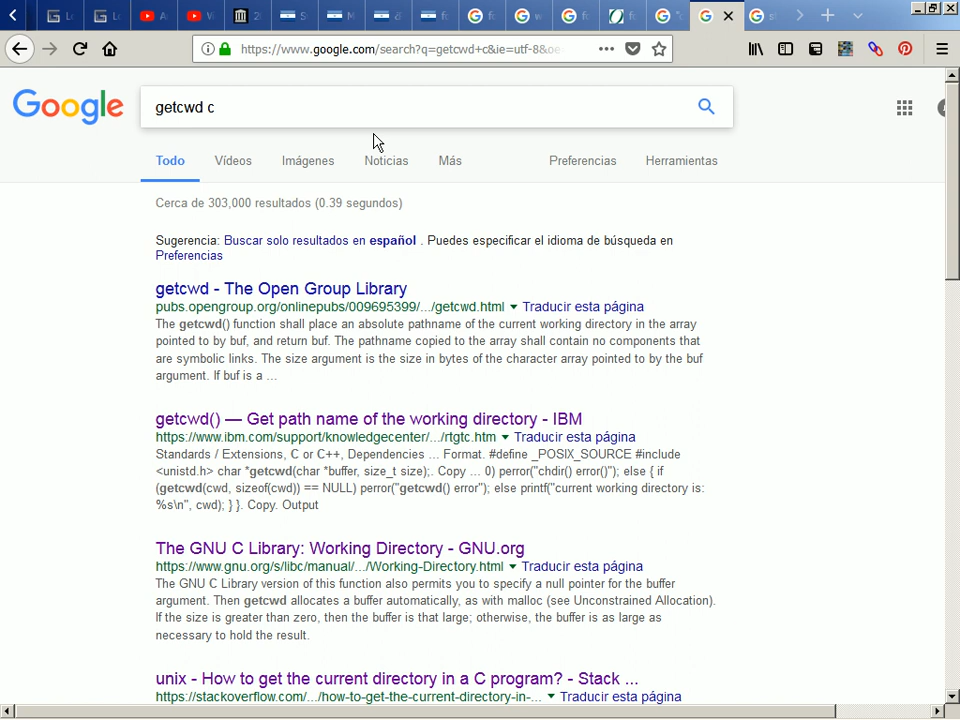 https://www.google.com/search?q=getcwd+c&ie=utf-8&oe
Google
getcwd c
Todo Vídeos Imágenes Noticias Más Preferencias Herramientas
Cerca de 303,000 resultados (0.39 segundos)
Sugerencia: Buscar solo resultados en español . Puedes especificar el idioma de búsqueda en
Preferencias
getcwd - The Open Group Library
pubs.opengroup.org/onlinepubs/009695399/.../getcwd.html Traducir esta página
The getcwd() function shall place an absolute pathname of the current working directory in the array
pointed to by buf, and return buf. The pathname copied to the array shall contain no components that
are symbolic links. The size argument is the size in bytes of the character array pointed to by the buf
argument. If buf is a ...
getcwd() — Get path name of the working directory - IBM
https://www.ibm.com/support/knowledgecenter/.../rtgtc.htm Traducir esta página
Standards / Extensions, C or C++, Dependencies ... Format. #define _POSIX_SOURCE #include
<unistd.h> char *getcwd(char *buffer, size_t size);. Copy ... 0) perror("chdir() error()"); else { if
(getcwd(cwd, sizeof(cwd)) == NULL) perror("getcwd() error"); else printf("current working directory is:
%s\n", cwd); } }. Copy. Output
The GNU C Library: Working Directory - GNU.org
https://www.gnu.org/s/libc/manual/.../Working-Directory.html Traducir esta página
The GNU C Library version of this function also permits you to specify a null pointer for the buffer
argument. Then getcwd allocates a buffer automatically, as with malloc (see Unconstrained Allocation).
If the size is greater than zero, then the buffer is that large; otherwise, the buffer is as large as
necessary to hold the result.
unix - How to get the current directory in a C program? - Stack ...
https://stackoverflow.com/.../how-to-get-the-current-directory-in-... Traducir esta página